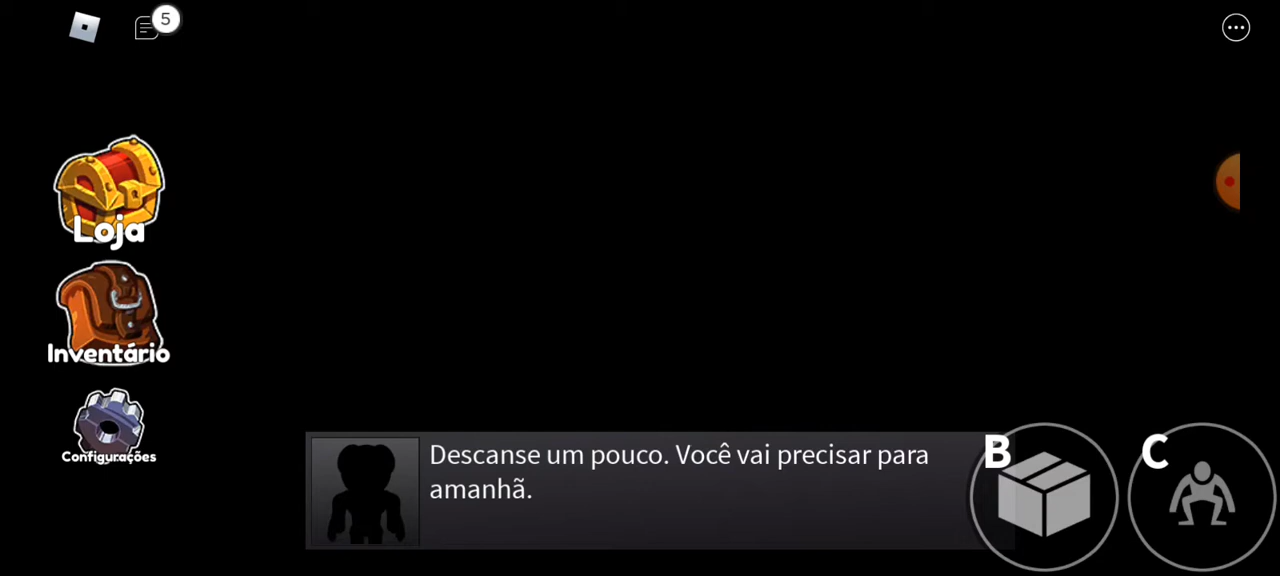 5
Loja
Inventário
Configurações
Descanse um pouco. Você vai precisar para
amanhã.
B
C